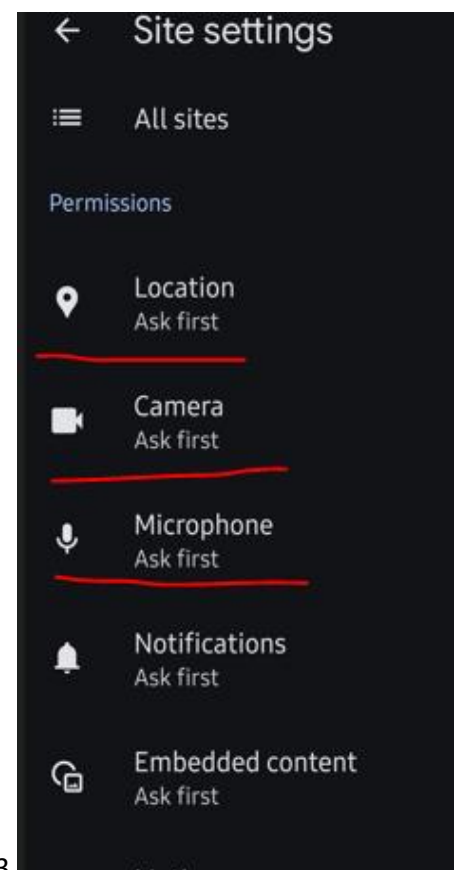 Site settings
All sites
Permissions
Location
Ask first
Camera
Ask first
Microphone
Ask first
Notifications
Ask first
Embedded content
Ask first